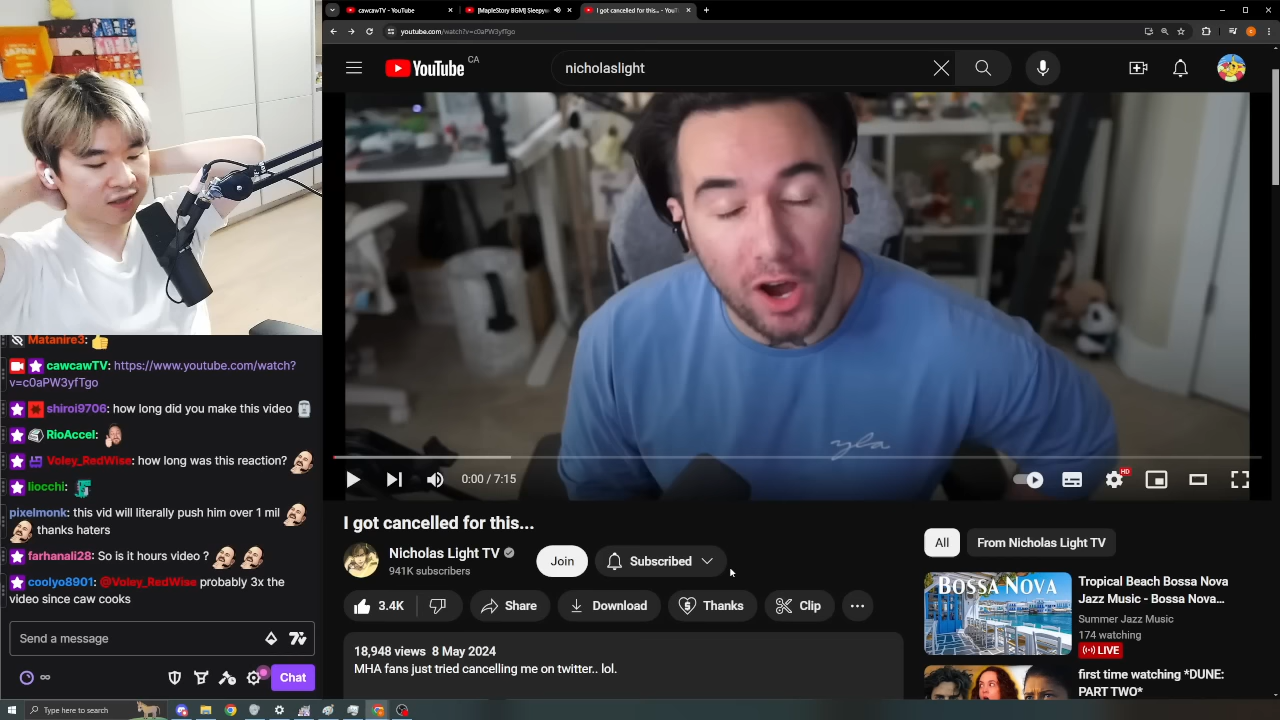 cawcawTV - YouTube
[MapleStory BGM] Sleepyw
I got cancelled for this... - YouT
youtube.com/watch?v=c0aPW3yfTgo
YouTube CA
nicholaslight
yla
0:00 / 7:15
HD
I got cancelled for this...
Nicholas Light TV
941K subscribers
Join
Subscribed
3.4K
Share
Download
Thanks
Clip
18,948 views 8 May 2024
MHA fans just tried cancelling me on twitter.. lol.
All
From Nicholas Light TV
BOSSA NOVA
Tropical Beach Bossa Nova
Jazz Music - Bossa Nova...
Summer Jazz Music
174 watching
LIVE
first time watching *DUNE:
PART TWO*
Matanire3:
cawcawTV: https://www.youtube.com/watch?
v=c0aPW3yfTgo
shiroi9706: how long did you make this video
RioAccel:
Voley_RedWise: how long was this reaction?
liocchi:
pixelmonk: this vid will literally push him over 1 mil
thanks haters
farhanali28: So is it hours video ?
coolyo8901: @Voley_RedWise probably 3x the
video since caw cooks
Send a message
Chat
Type here to search